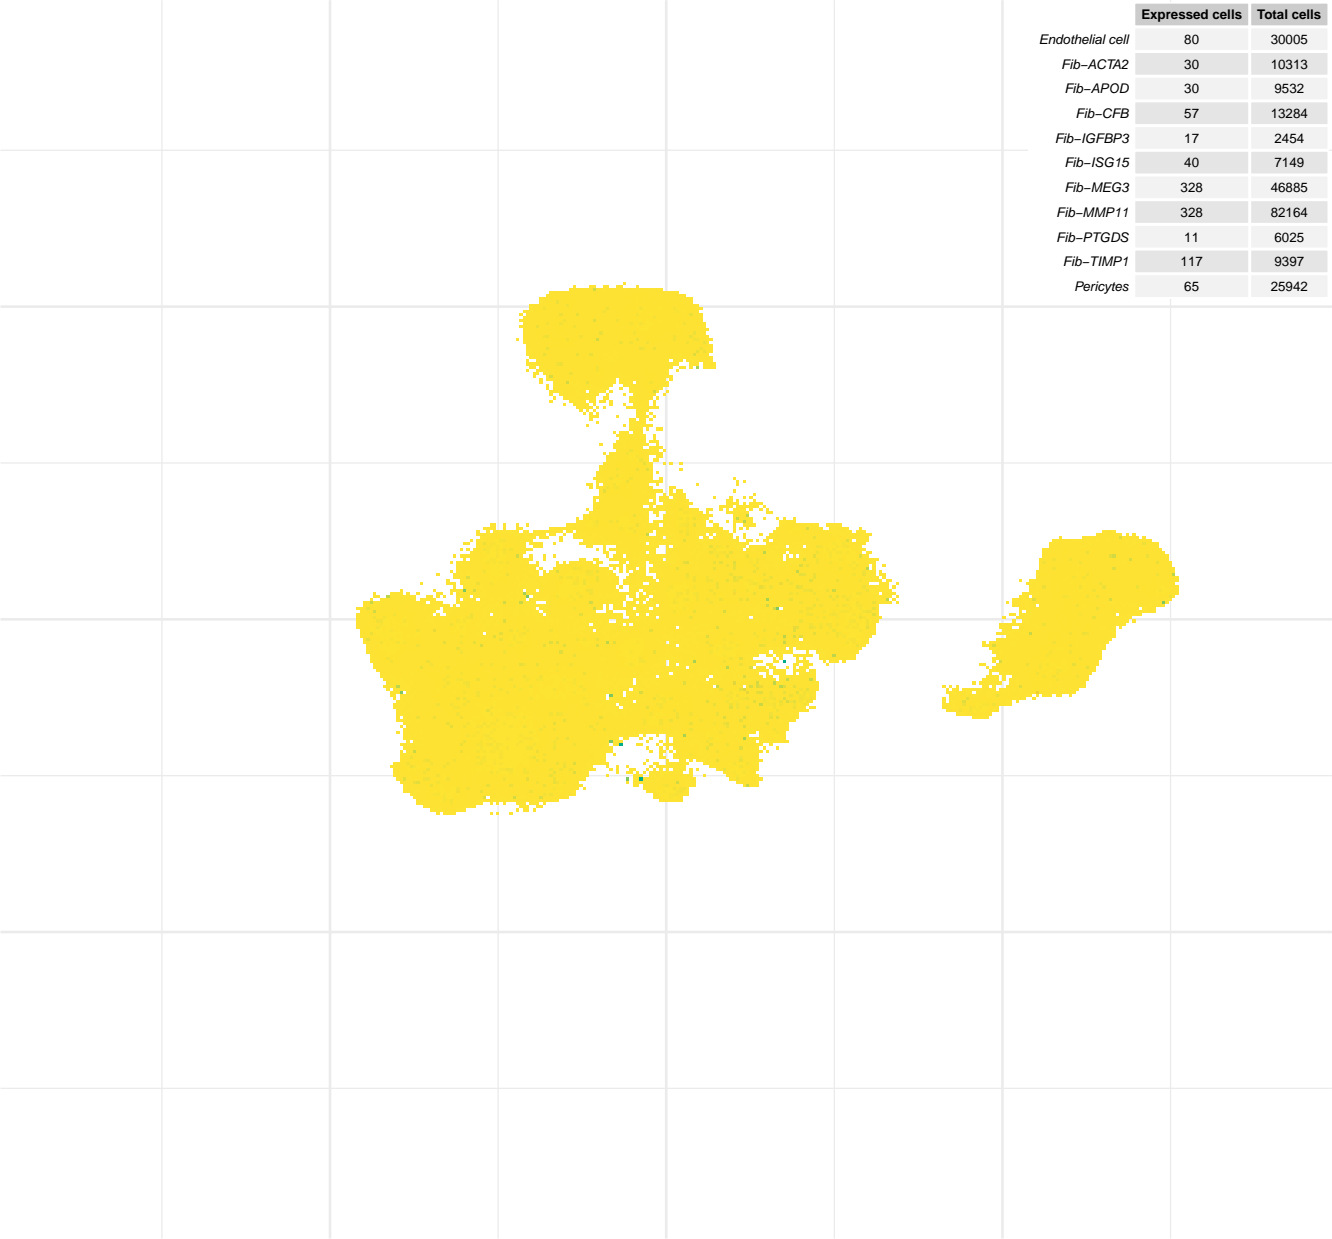 Expressed cells Total cells
Endothelial cell 80 30005
Fib−ACTA2 30 10313
Fib−APOD 30 9532
Fib−CFB 57 13284
Fib−IGFBP3 17 2454
Fib−ISG15 40 7149
Fib−MEG3 328 46885
Fib−MMP11 328 82164
Fib−PTGDS 11 6025
Fib−TIMP1 117 9397
Pericytes 65 25942